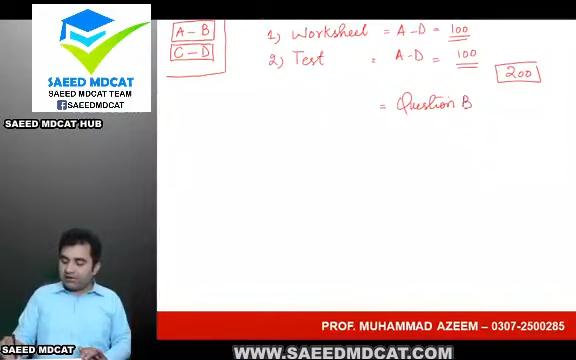 A - B
C - D
1) Worksheet = A - D = 100
2) Test = A - D = 100
200
= Question B
SAEED MDCAT
SAEED MDCAT TEAM
f SAEEDMDCAT
SAEED MDCAT HUB
SAEED MDCAT
PROF. MUHAMMAD AZEEM – 0307-2500285
WWW.SAEEDMDCAT.COM